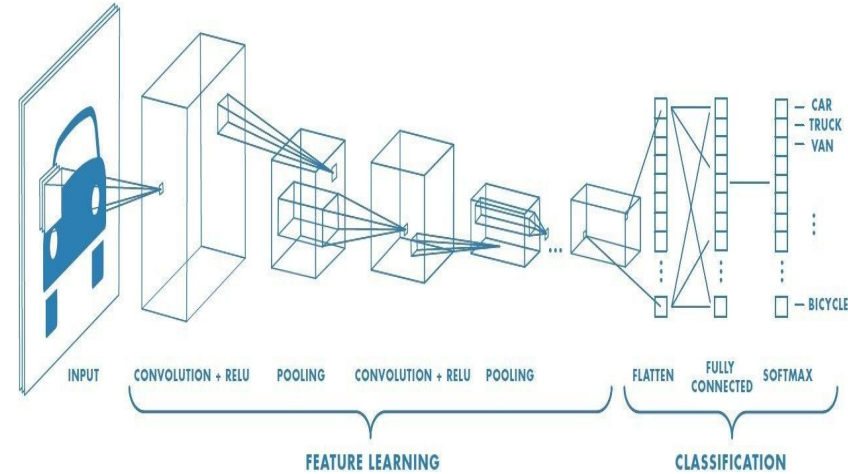 CAR
TRUCK
VAN
BICYCLE
INPUT
CONVOLUTION + RELU
POOLING
CONVOLUTION + RELU
POOLING
FLATTEN
FULLY
CONNECTED
SOFTMAX
FEATURE LEARNING
CLASSIFICATION